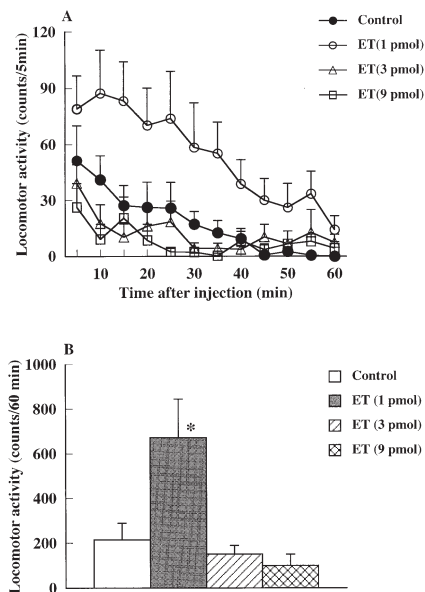 A
Control
ET(1 pmol)
ET(3 pmol)
ET(9 pmol)
Locomotor activity (counts/5min)
120
90
60
30
0
10 20 30 40 50 60
Time after injection (min)
B
Control
ET (1 pmol)
ET (3 pmol)
ET (9 pmol)
Locomotor activity (counts/60 min)
1000
800
600
400
200
0
*